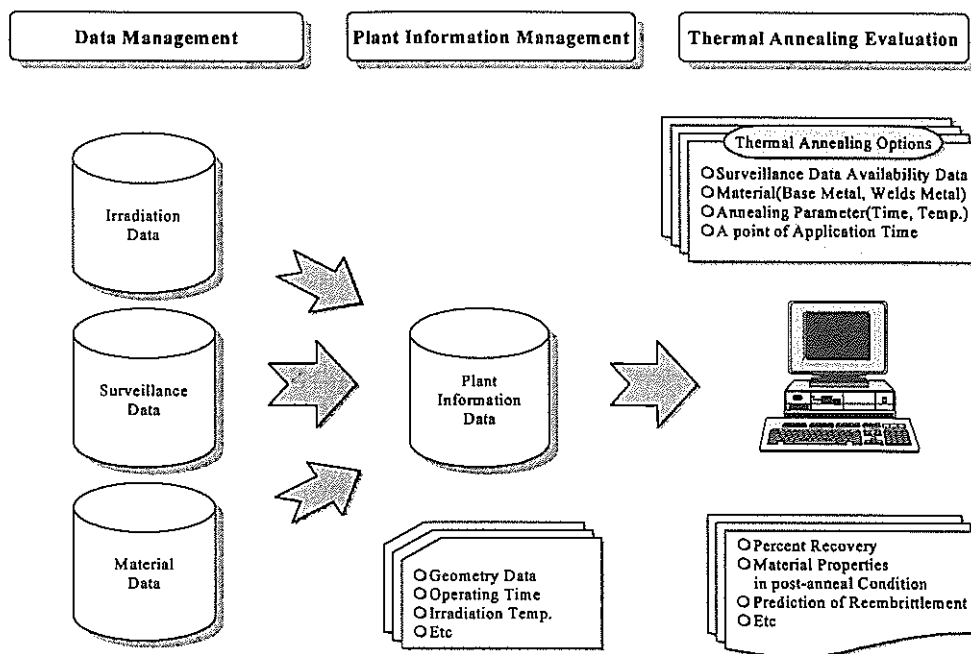 Data Management
Plant Information Management
Thermal Annealing Evaluation
Irradiation
Data
Surveillance
Data
Material
Data
Plant
Information
Data
Geometry Data
Operating Time
Irradiation Temp.
Etc
Thermal Annealing Options
Surveillance Data Availability Data
Material(Base Metal, Welds Metal)
Annealing Parameter(Time, Temp.)
A point of Application Time
Percent Recovery
Material Properties
in post-anneal Condition
Prediction of Reembrittlement
Etc